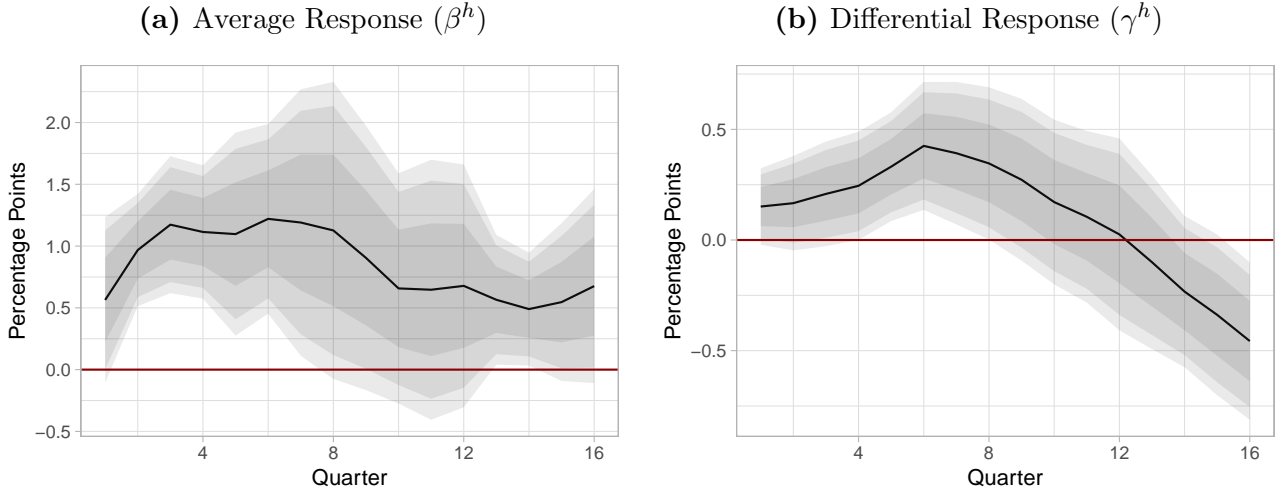 (a) Average Response (β^h)
2.0
1.5
1.0
0.5
0.0
−0.5
4
8
12
16
Percentage Points
Quarter
(b) Differential Response (γ^h)
0.5
0.0
−0.5
4
8
12
16
Percentage Points
Quarter